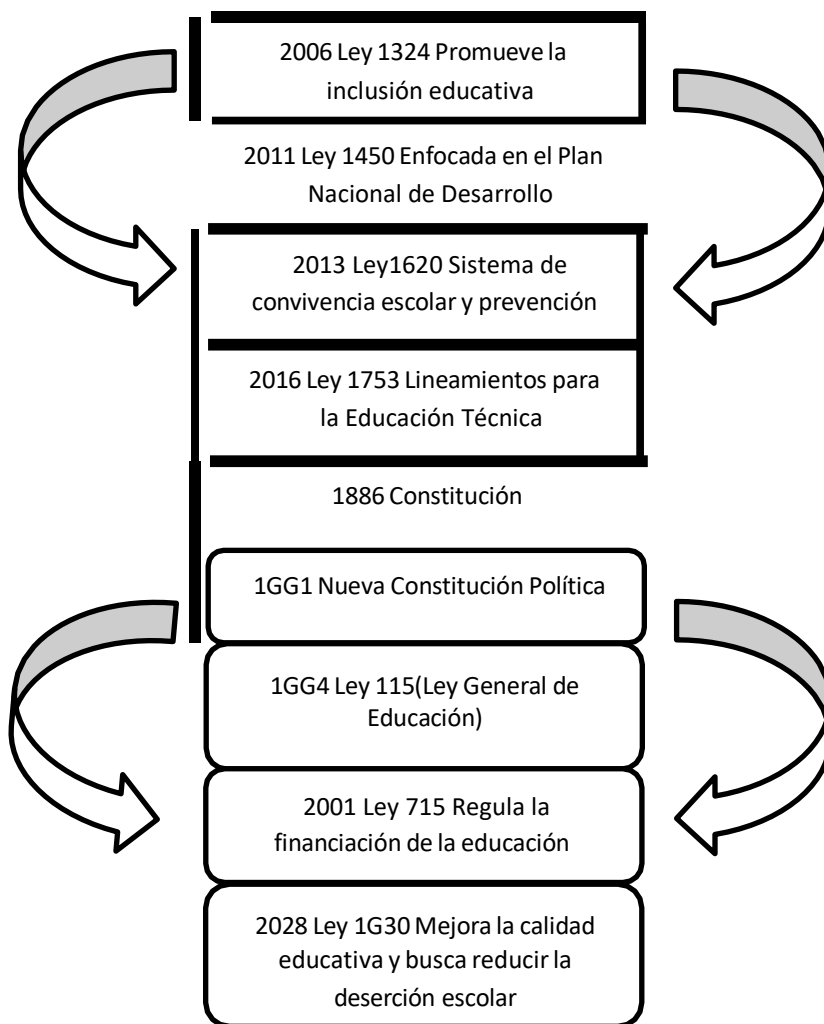 2006 Ley 1324 Promueve la
inclusión educativa
2011 Ley 1450 Enfocada en el Plan
Nacional de Desarrollo
2013 Ley1620 Sistema de
convivencia escolar y prevención
2016 Ley 1753 Lineamientos para
la Educación Técnica
1886 Constitución
1GG1 Nueva Constitución Política
1GG4 Ley 115(Ley General de
Educación)
2001 Ley 715 Regula la
financiación de la educación
2028 Ley 1G30 Mejora la calidad
educativa y busca reducir la
deserción escolar